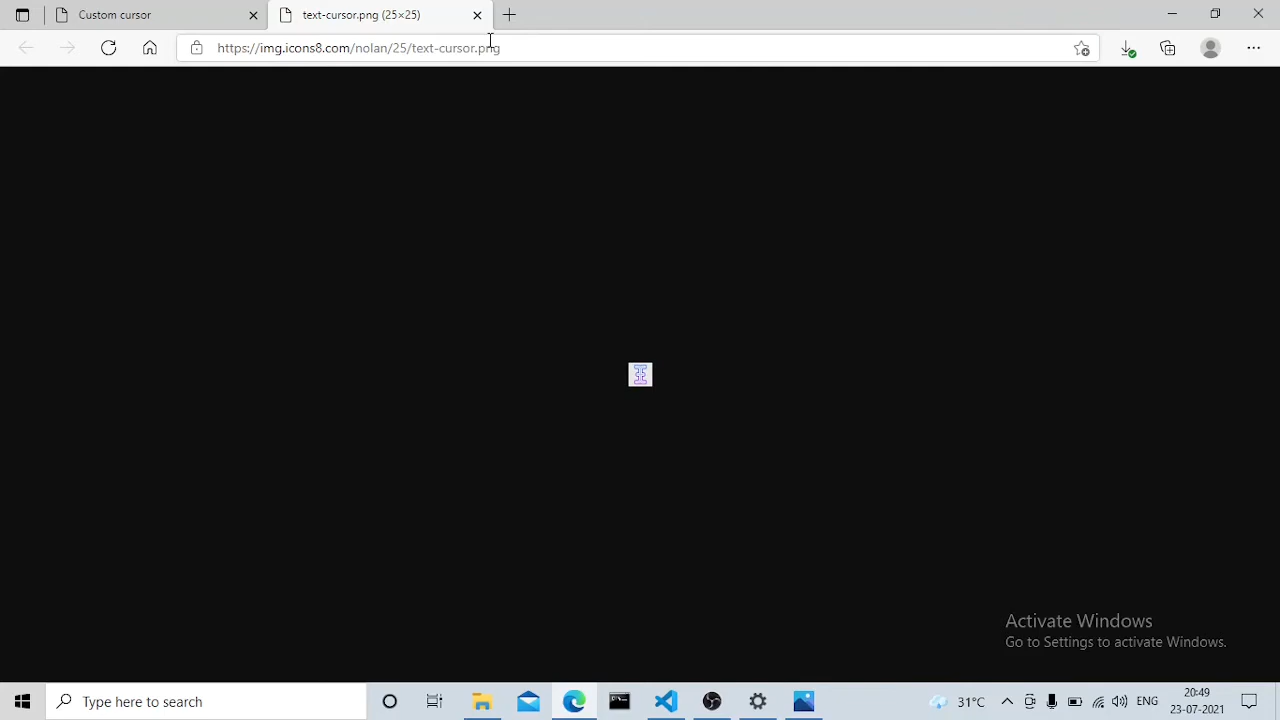 Custom cursor
text-cursor.png (25×25)
https://img.icons8.com/nolan/25/text-cursor.png
Activate Windows
Go to Settings to activate Windows.
Type here to search
31°C
ENG
20:49
23-07-2021